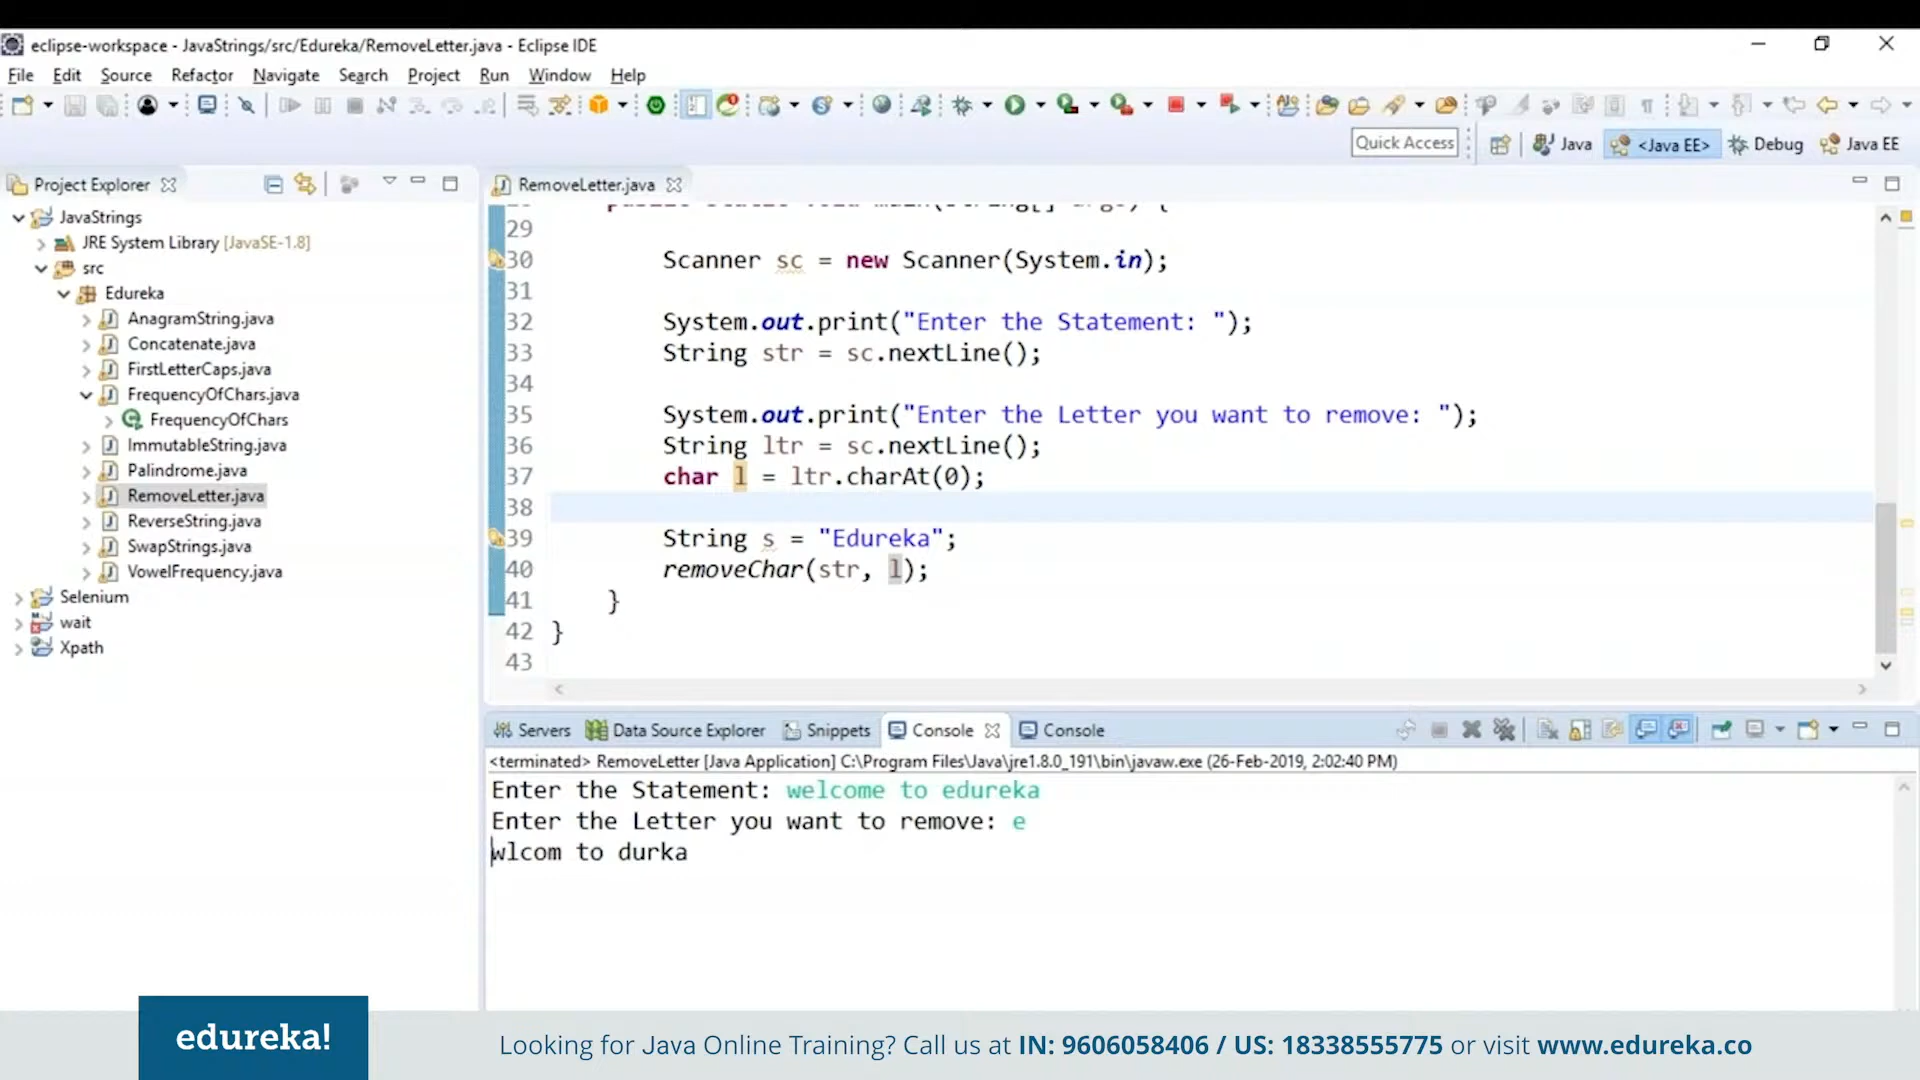 eclipse-workspace - JavaStrings/src/Edureka/RemoveLetter.java - Eclipse IDE
File Edit Source Refactor Navigate Search Project Run Window Help
Quick Access Java <Java EE> Debug Java EE
Project Explorer
JavaStrings
JRE System Library [JavaSE-1.8]
src
Edureka
AnagramString.java
Concatenate.java
FirstLetterCaps.java
FrequencyOfChars.java
FrequencyOfChars
ImmutableString.java
Palindrome.java
RemoveLetter.java
ReverseString.java
SwapStrings.java
VowelFrequency.java
Selenium
wait
Xpath
RemoveLetter.java
29
30 Scanner sc = new Scanner(System.in);
31
32 System.out.print("Enter the Statement: ");
33 String str = sc.nextLine();
34
35 System.out.print("Enter the Letter you want to remove: ");
36 String ltr = sc.nextLine();
37 char l = ltr.charAt(0);
38
39 String s = "Edureka";
40 removeChar(str, l);
41 }
42 }
43
Servers Data Source Explorer Snippets Console Console
<terminated> RemoveLetter [Java Application] C:\Program Files\Java\jre1.8.0_191\bin\javaw.exe (26-Feb-2019, 2:02:40 PM)
Enter the Statement: welcome to edureka
Enter the Letter you want to remove: e
wlcom to durka
edureka!
Looking for Java Online Training? Call us at IN: 9606058406 / US: 18338555775 or visit www.edureka.co